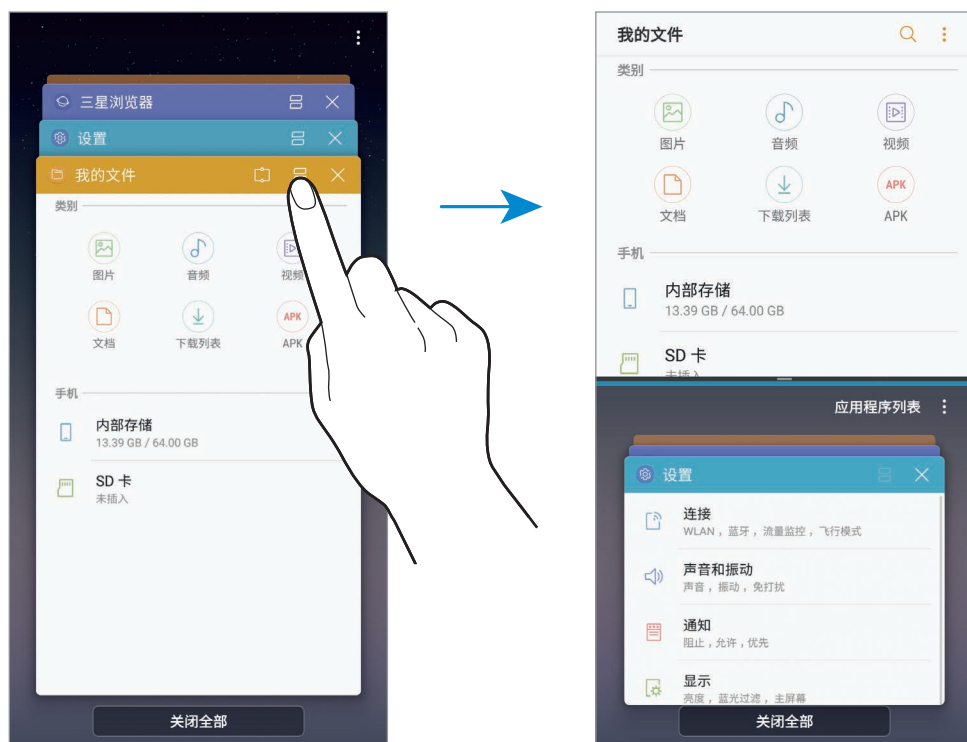 三星浏览器
设置
我的文件
类别
图片 音频 视频
APK
文档 下载列表 APK
手机
内部存储
13.39 GB / 64.00 GB
SD 卡
未插入
关闭全部
我的文件
类别
图片 音频 视频
APK
文档 下载列表 APK
手机
内部存储
13.39 GB / 64.00 GB
SD 卡
未插入
应用程序列表
设置
连接
WLAN，蓝牙，流量监控，飞行模式
声音和振动
声音，振动，免打扰
通知
阻止，允许，优先
显示
亮度，蓝光过滤，主屏幕
关闭全部